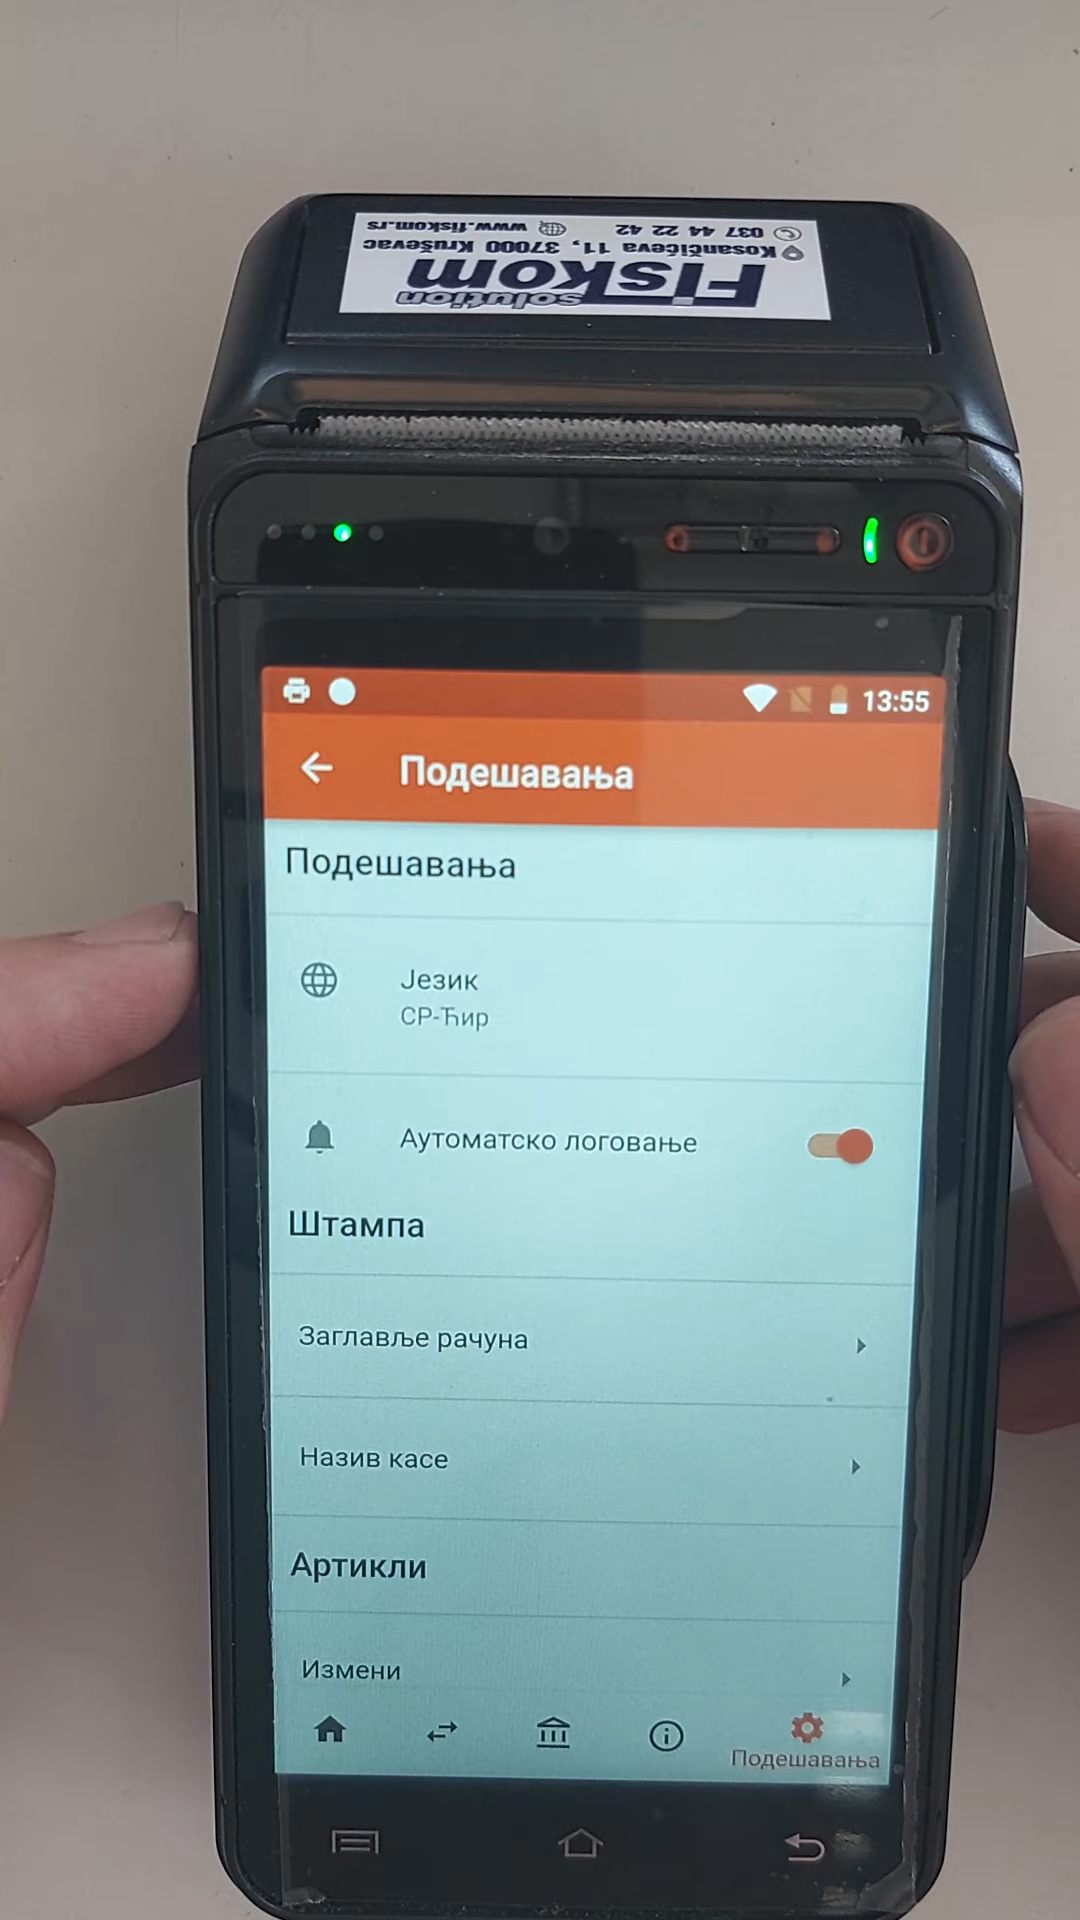 Fiskom
solution
Kosančićeva 11, 37000 Kruševac
037 44 22 42 www.fiskom.rs
13:55
Подешавања
Подешавања
Језик
СР-Ћир
Аутоматско логовање
Штампа
Заглавље рачуна
Назив касе
Артикли
Измени
Подешавања